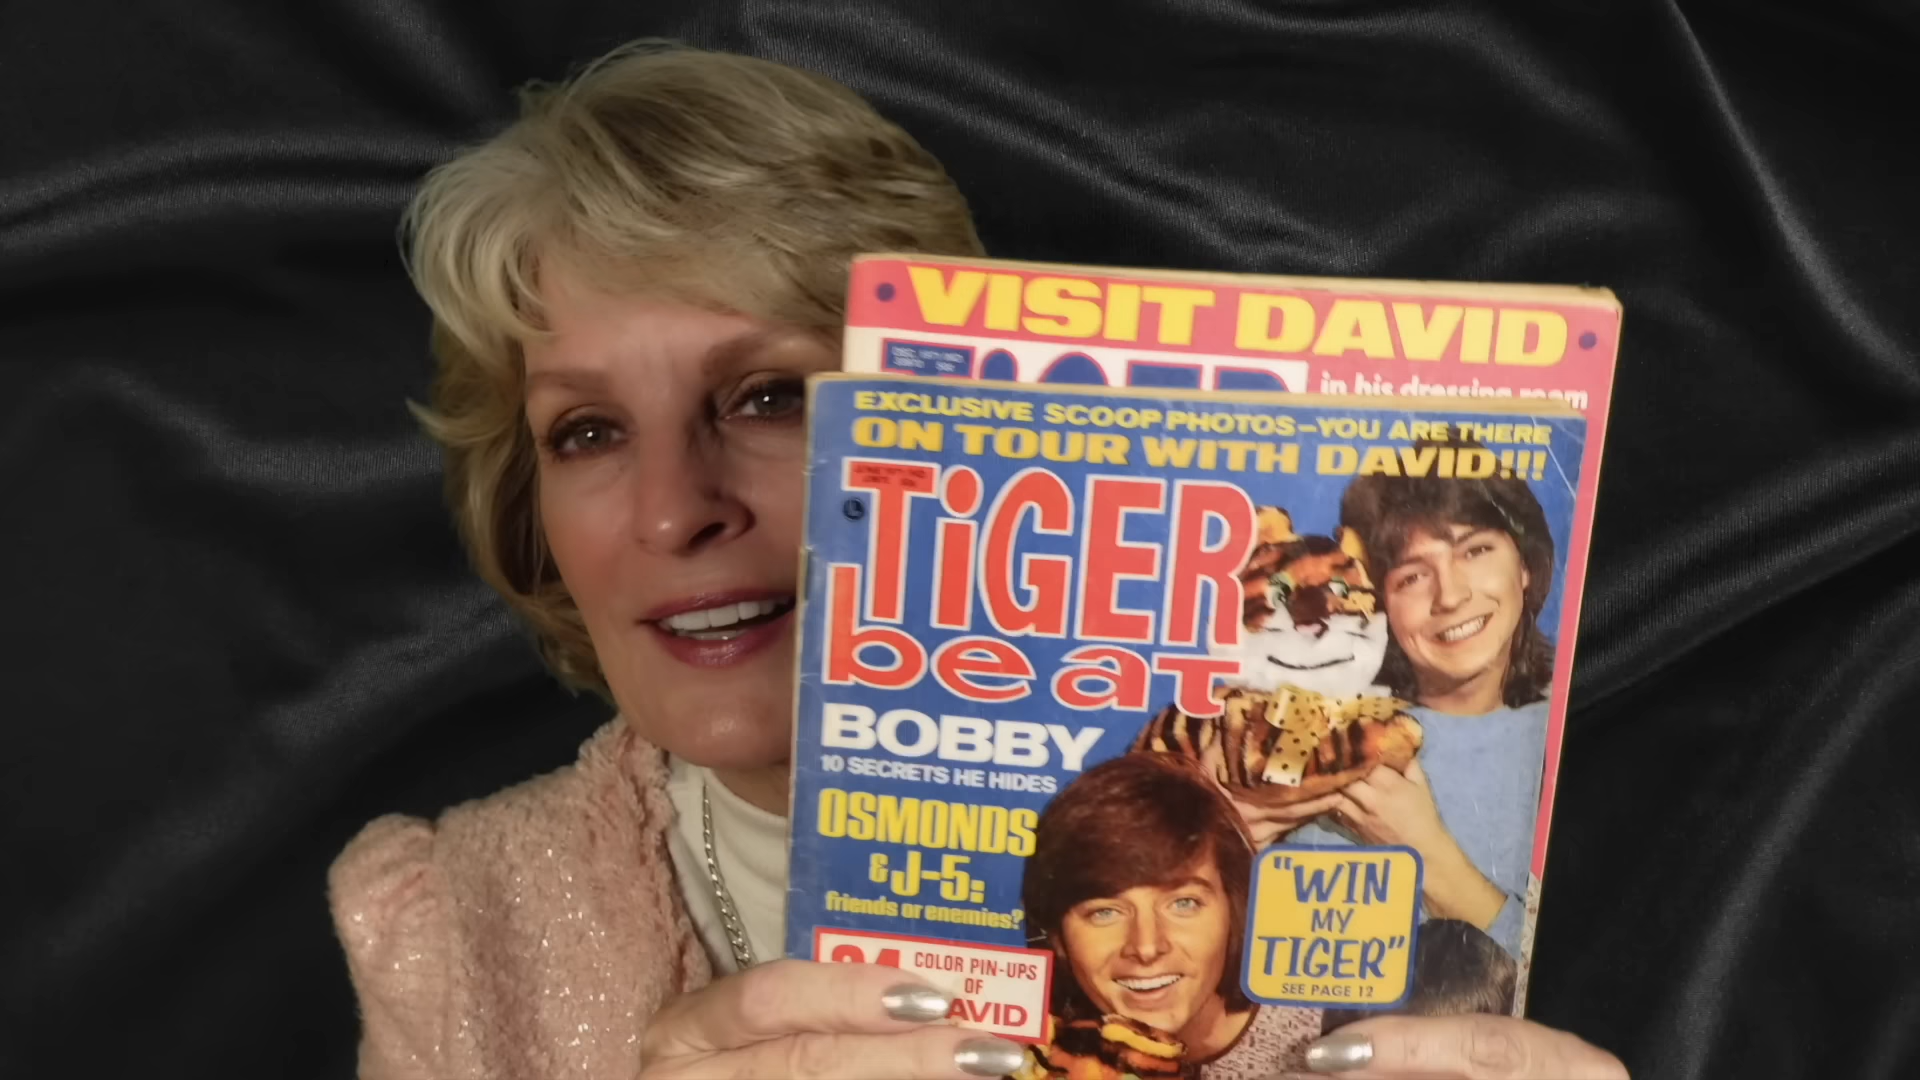 VISIT DAVID
TiGER
in his dressing room
EXCLUSIVE SCOOP PHOTOS-YOU ARE THERE
ON TOUR WITH DAVID!!!
TiGER
beat
BOBBY
10 SECRETS HE HIDES
OSMONDS
& J-5:
friends or enemies?
COLOR PIN-UPS
OF
AVID
"WIN
MY
TIGER"
SEE PAGE 12